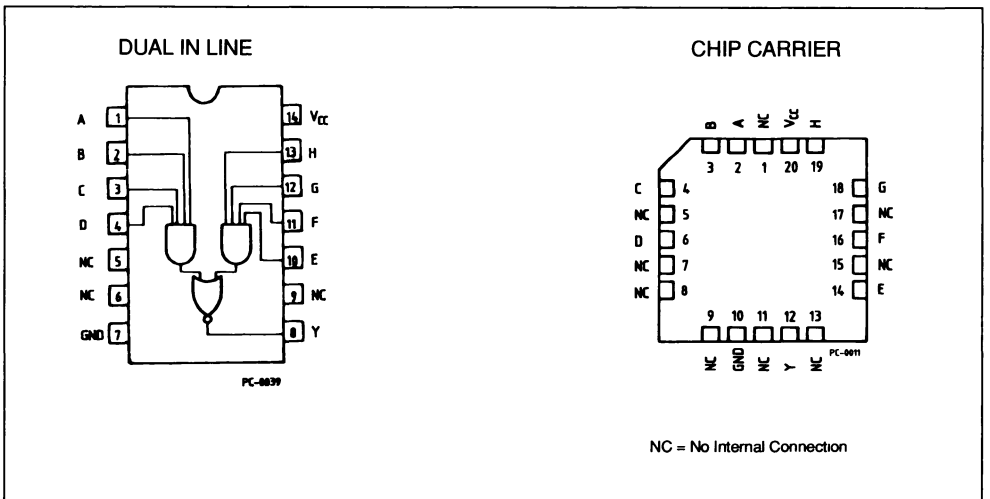 DUAL IN LINE
A 1
B 2
C 3
D 4
NC 5
NC 6
GND 7
14 VCC
13 H
12 G
11 F
10 E
9 NC
8 Y
PC-0039
CHIP CARRIER
B A NC VCC H
3 2 1 20 19
C 4
NC 5
D 6
NC 7
NC 8
18 G
17 NC
16 F
15 NC
14 E
9 10 11 12 13
NC GND NC Y NC
PC-0011
NC = No Internal Connection